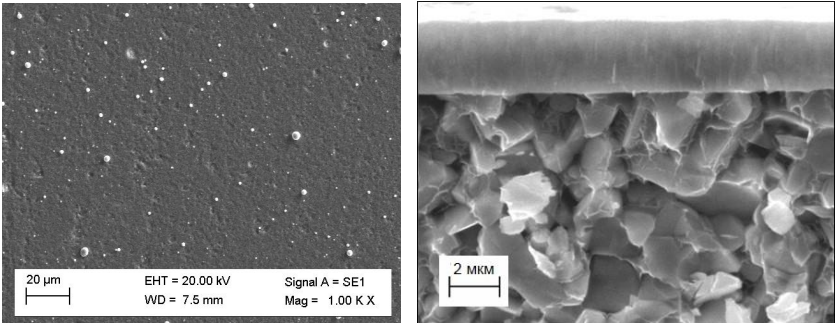 20 µm
EHT = 20.00 kV
Signal A = SE1
WD = 7.5 mm
Mag = 1.00 K X
2 мкм